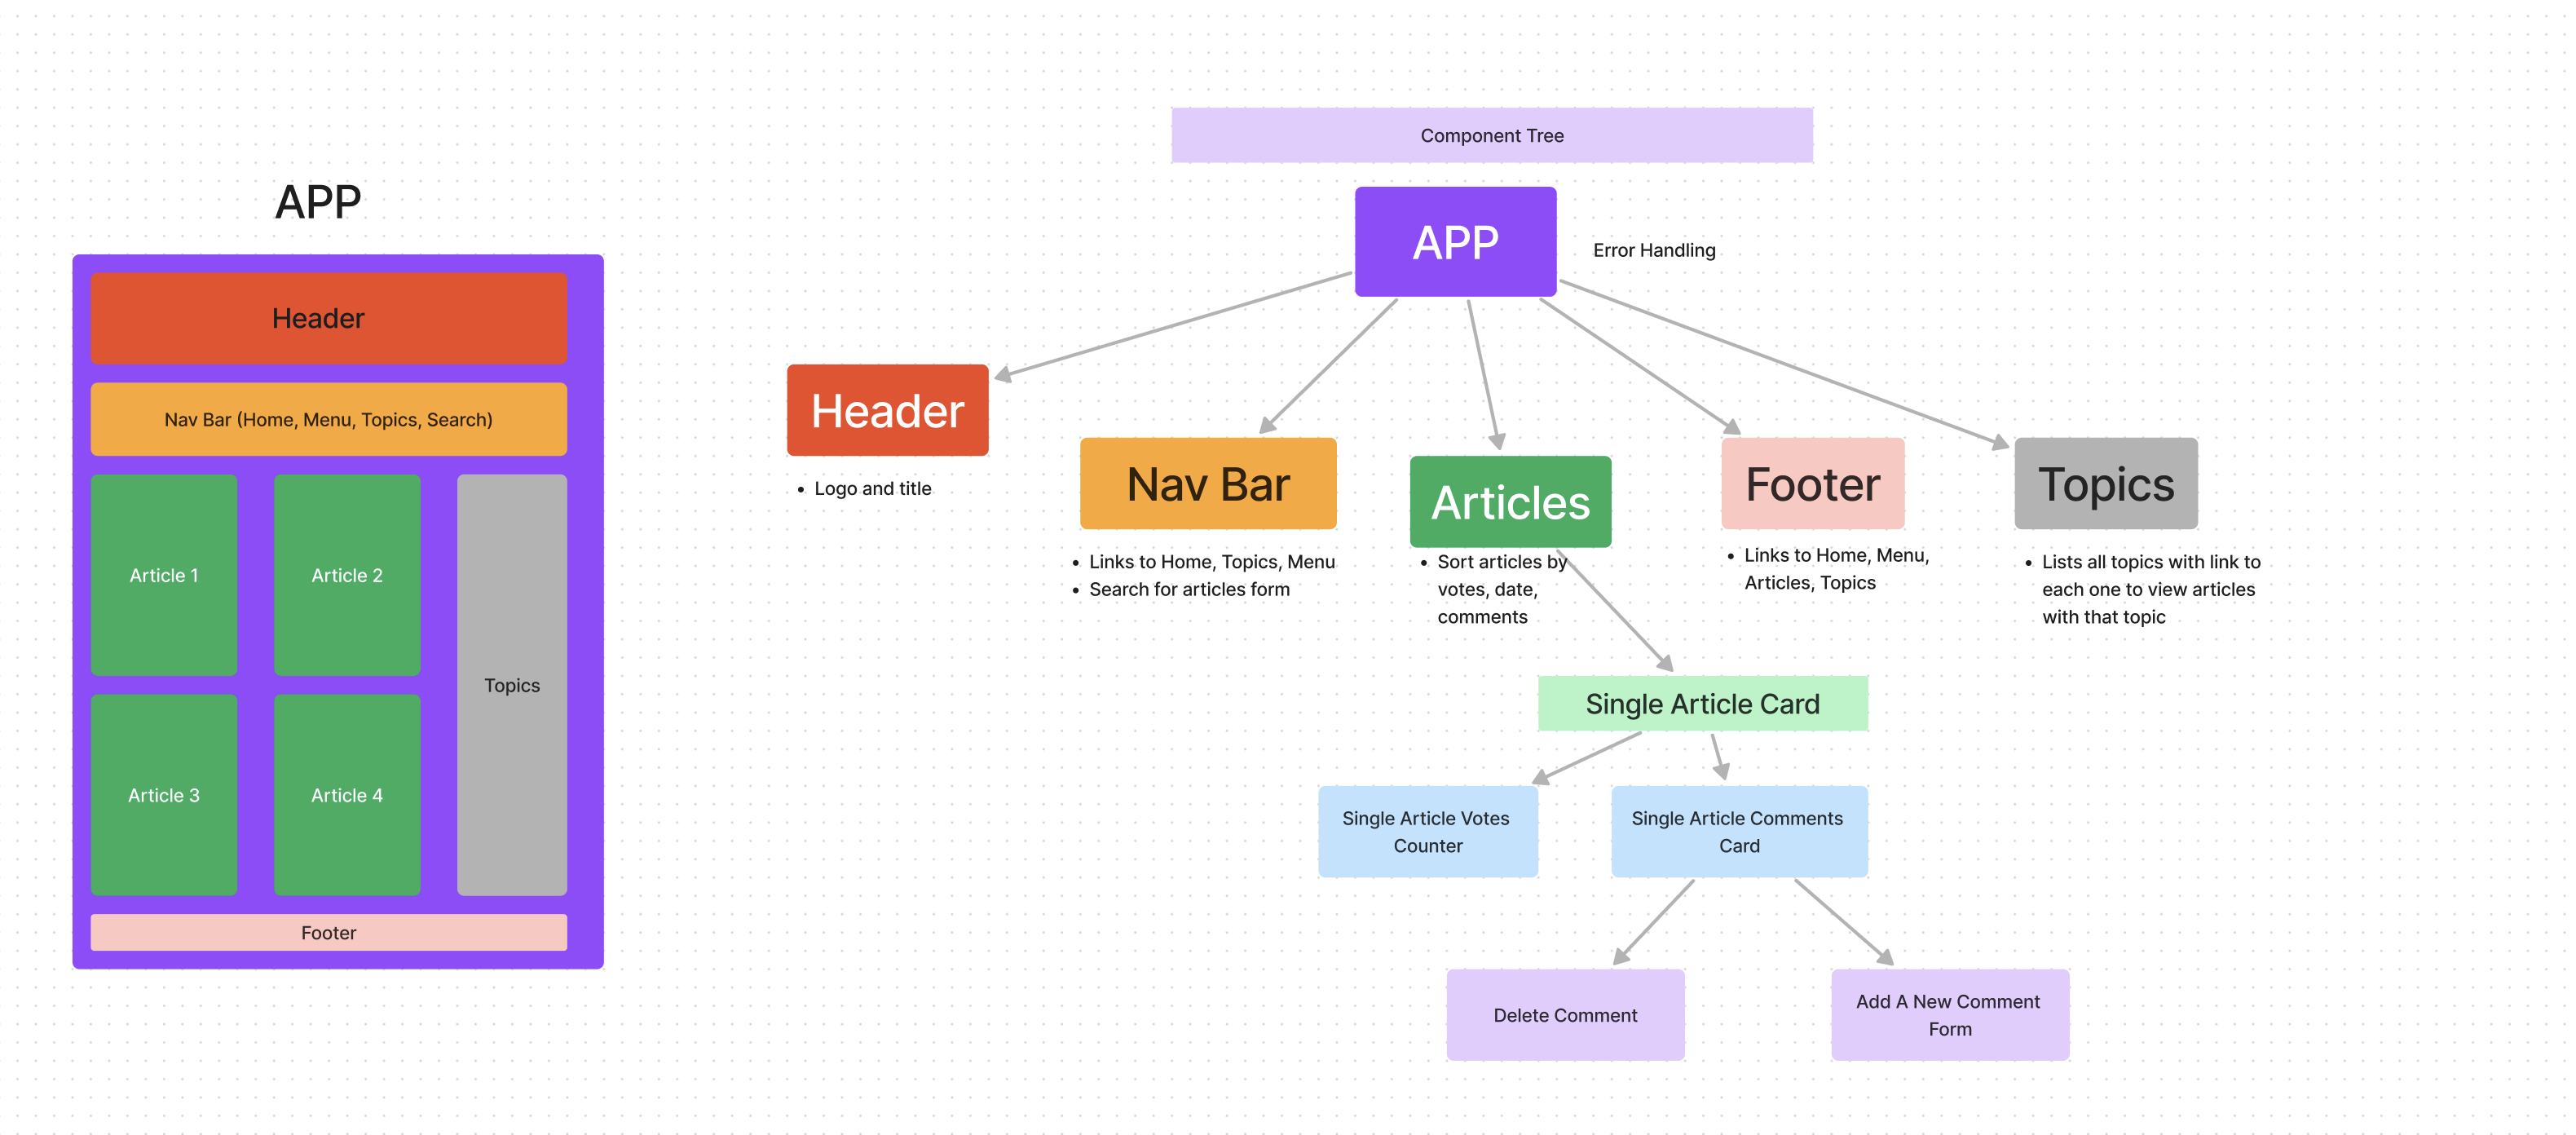 APP
Header
Nav Bar (Home, Menu, Topics, Search)
Article 1
Article 2
Topics
Article 3
Article 4
Footer
Component Tree
APP
Error Handling
Header
• Logo and title
Nav Bar
• Links to Home, Topics, Menu
• Search for articles form
Articles
• Sort articles by
votes, date,
comments
Footer
• Links to Home, Menu,
Articles, Topics
Topics
• Lists all topics with link to
each one to view articles
with that topic
Single Article Card
Single Article Votes
Counter
Single Article Comments
Card
Delete Comment
Add A New Comment
Form